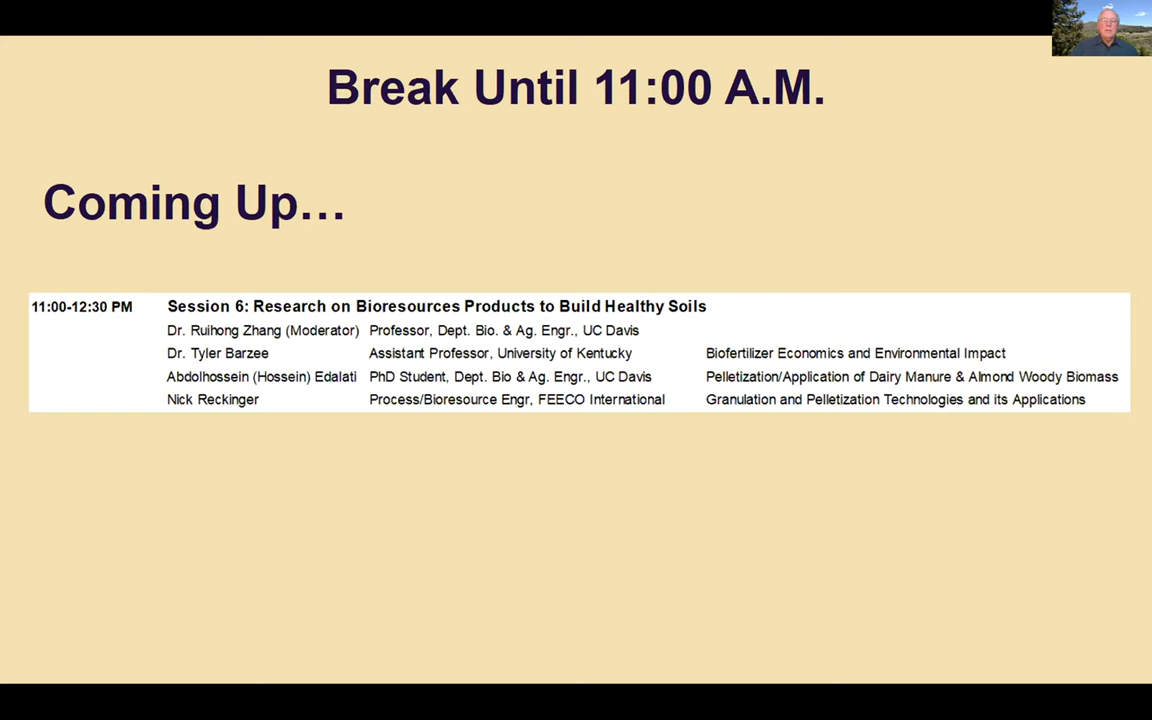 Break Until 11:00 A.M.
Coming Up…
11:00-12:30 PM Session 6: Research on Bioresources Products to Build Healthy Soils
Dr. Ruihong Zhang (Moderator) Professor, Dept. Bio. & Ag. Engr., UC Davis
Dr. Tyler Barzee Assistant Professor, University of Kentucky Biofertilizer Economics and Environmental Impact
Abdolhossein (Hossein) Edalati PhD Student, Dept. Bio & Ag. Engr., UC Davis Pelletization/Application of Dairy Manure & Almond Woody Biomass
Nick Reckinger Process/Bioresource Engr, FEECO International Granulation and Pelletization Technologies and its Applications